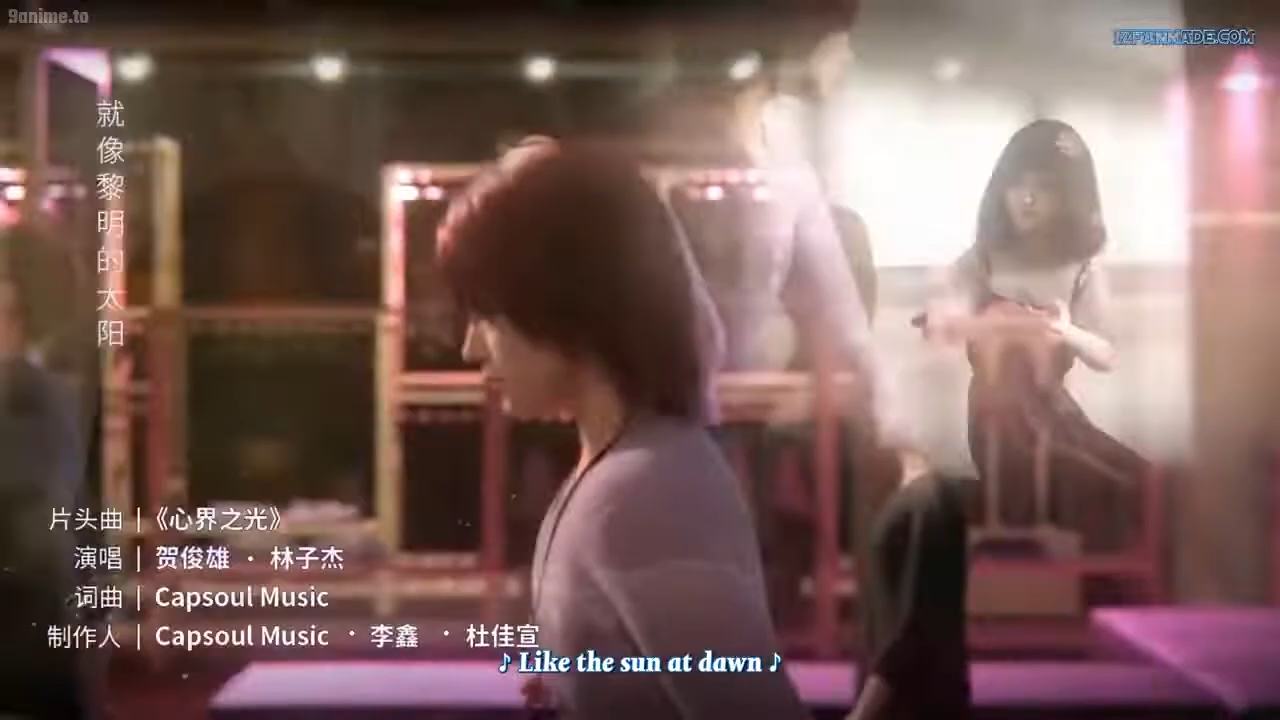 9anime.to
IZFANMADE.COM
就像黎明的太阳
片头曲 | 《心界之光》
演唱 | 贺俊雄 · 林子杰
词曲 | Capsoul Music
制作人 | Capsoul Music · 李鑫 · 杜佳宣
♪ Like the sun at dawn ♪